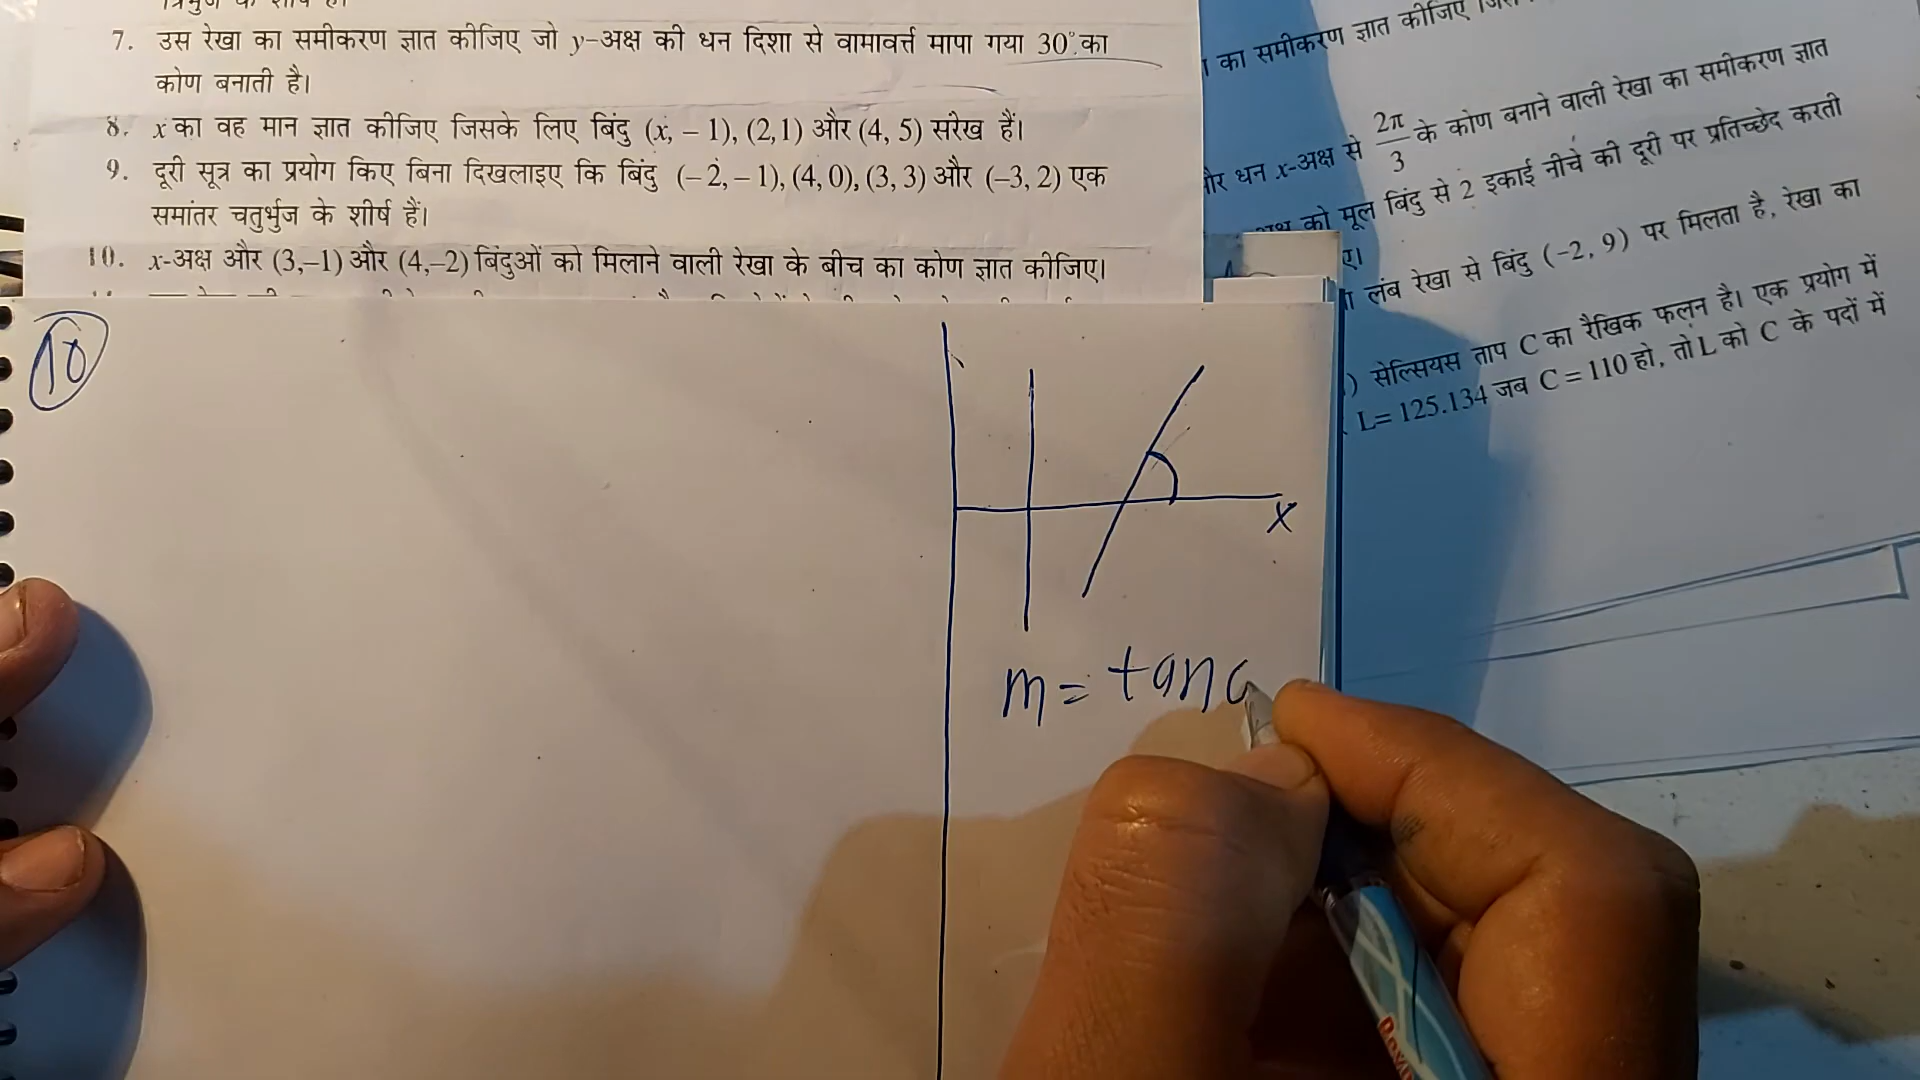 7. उस रेखा का समीकरण ज्ञात कीजिए जो y-अक्ष की धन दिशा से वामावर्त्त मापा गया 30° का
कोण बनाती है।
8. x का वह मान ज्ञात कीजिए जिसके लिए बिंदु (x, – 1), (2,1) और (4, 5) सरेख हैं।
9. दूरी सूत्र का प्रयोग किए बिना दिखलाइए कि बिंदु (– 2, – 1), (4, 0), (3, 3) और (–3, 2) एक
समांतर चतुर्भुज के शीर्ष हैं।
10. x-अक्ष और (3,–1) और (4,–2) बिंदुओं को मिलाने वाली रेखा के बीच का कोण ज्ञात कीजिए।
का समीकरण ज्ञात कीजिए
और धन x-अक्ष से 2π/3 के कोण बनाने वाली रेखा का समीकरण ज्ञात
को मूल बिंदु से 2 इकाई नीचे की दूरी पर प्रतिच्छेद करती
लंब रेखा से बिंदु (–2, 9) पर मिलता है, रेखा का
) सेल्सियस ताप C का रैखिक फलन है। एक प्रयोग में
L= 125.134 जब C = 110 हो, तो L को C के पदों में
10
x
m = tan